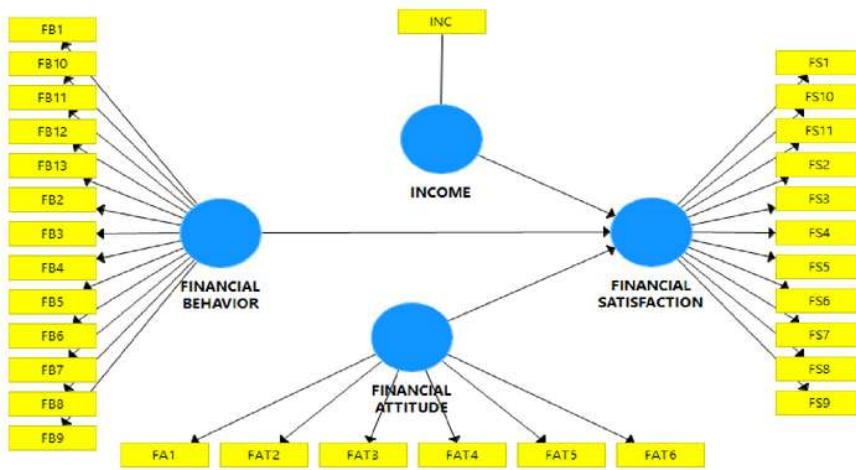 INC
FB1
FB10
FB11
FB12
FB13
FB2
FB3
FB4
FB5
FB6
FB7
FB8
FB9
INCOME
FINANCIAL
BEHAVIOR
FINANCIAL
SATISFACTION
FS1
FS10
FS11
FS2
FS3
FS4
FS5
FS6
FS7
FS8
FS9
FINANCIAL
ATTITUDE
FA1
FAT2
FAT3
FAT4
FAT5
FAT6